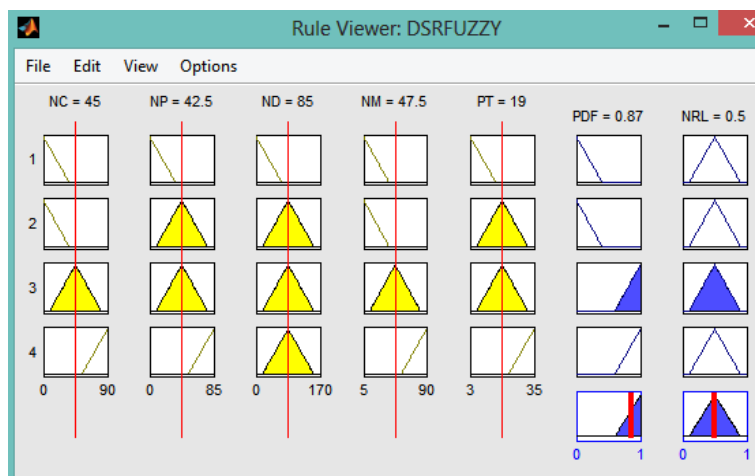 Rule Viewer: DSRFUZZY
File Edit View Options
NC = 45 NP = 42.5 ND = 85 NM = 47.5 PT = 19 PDF = 0.87 NRL = 0.5
1
2
3
4
0 90 0 85 0 170 5 90 3 35
0 1 0 1